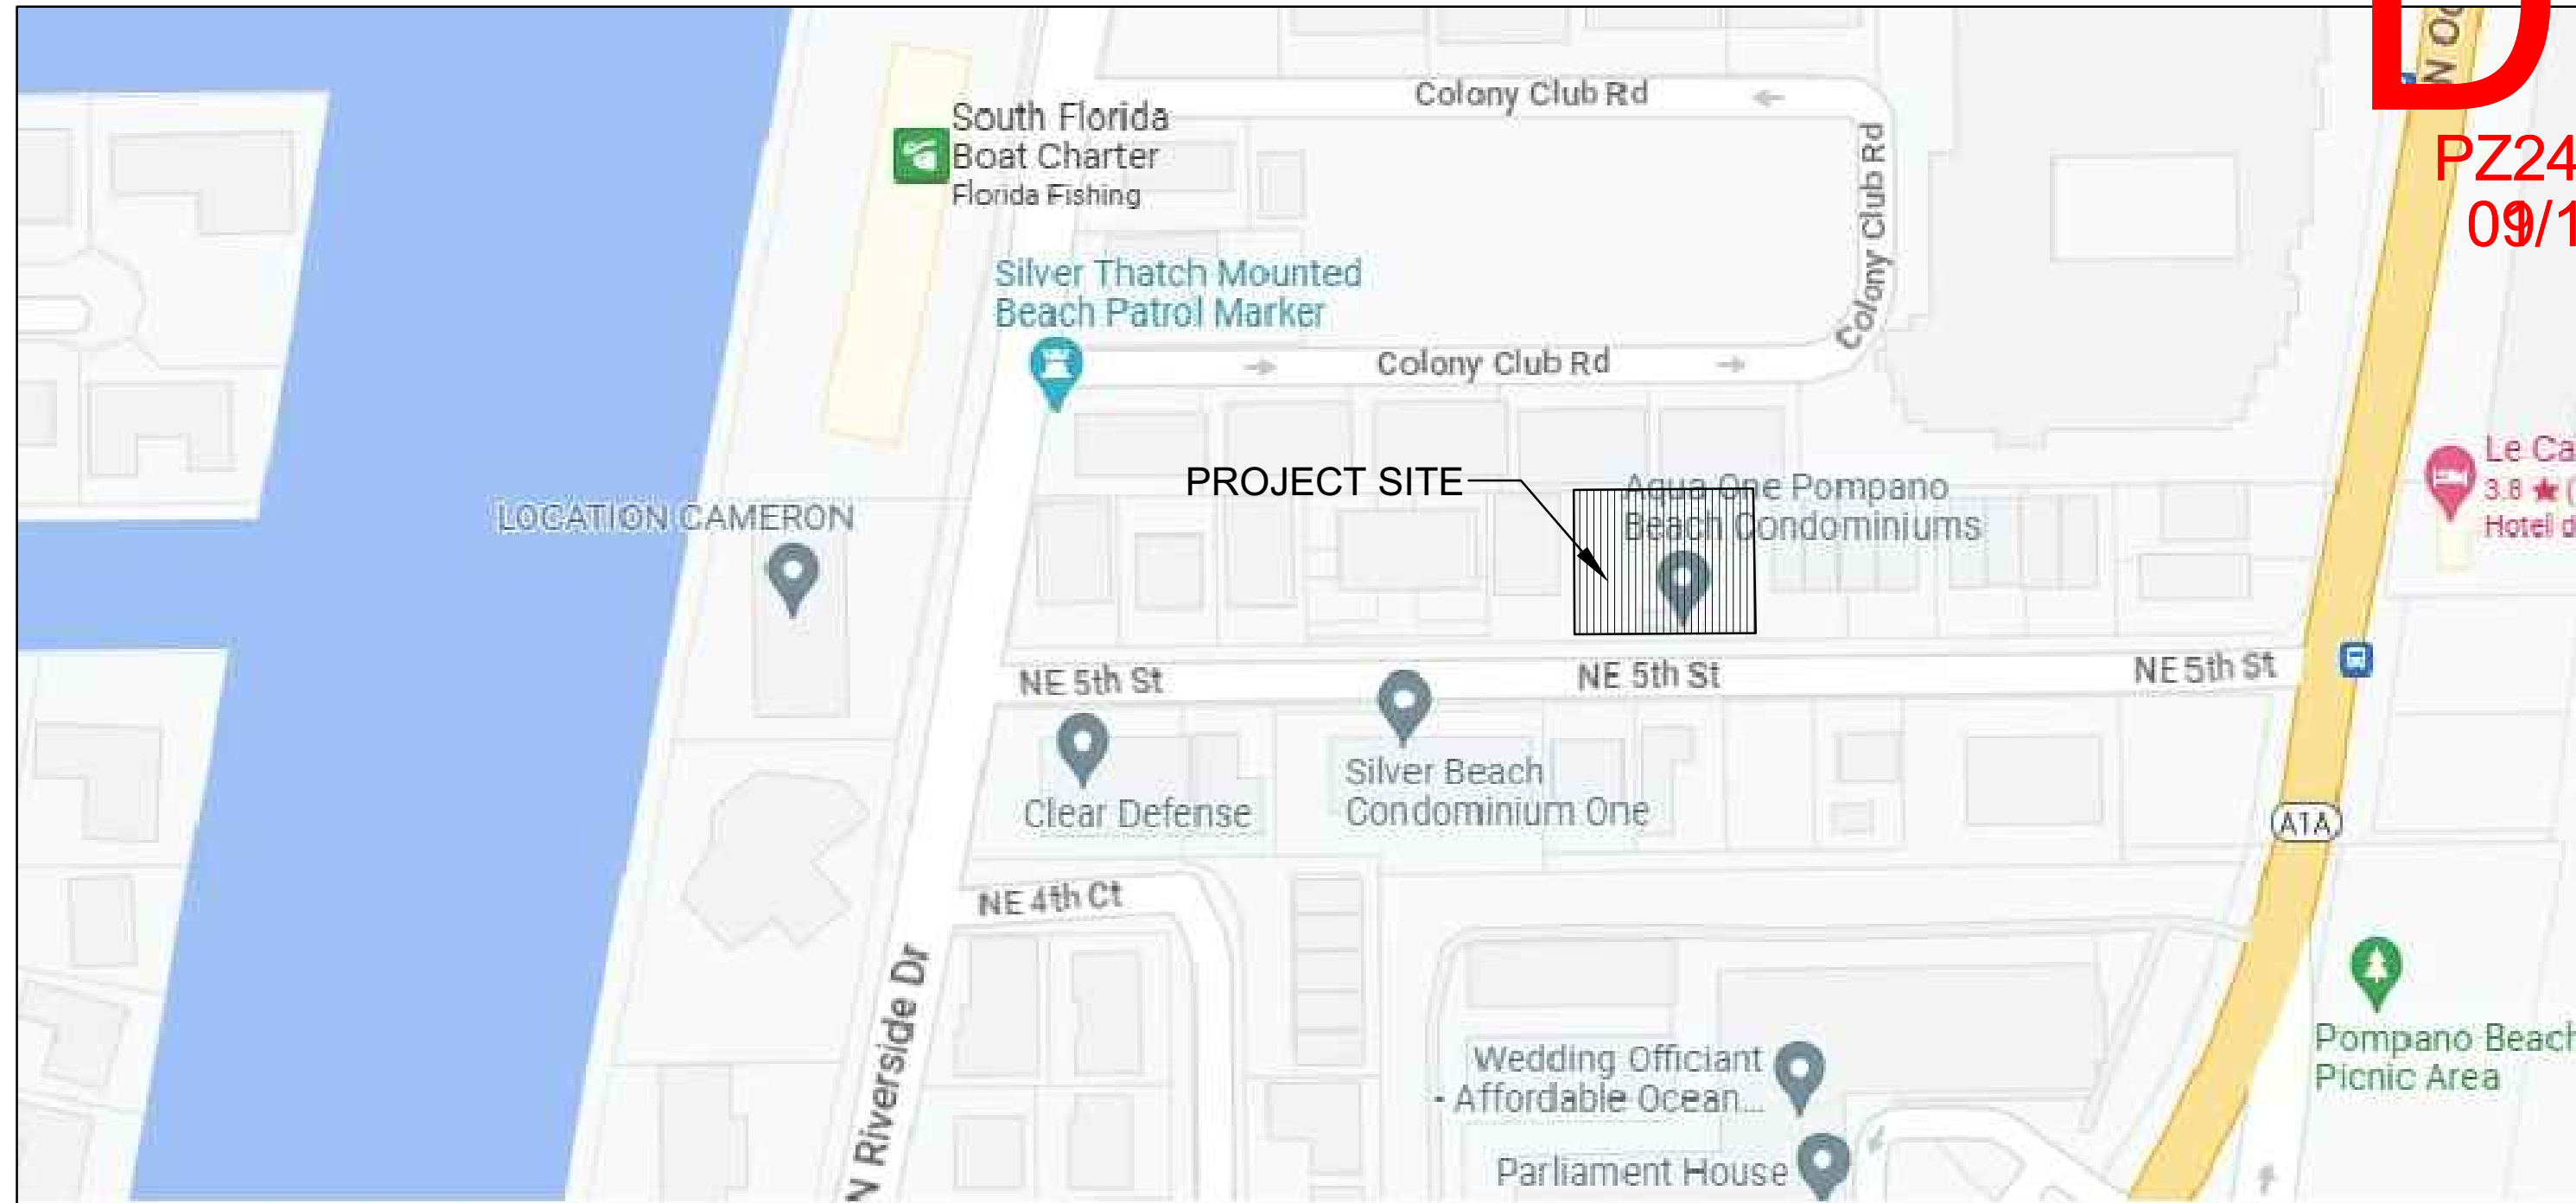 D
N
PZ24
Colony Club Rd
South Florida
Boat Charter
Florida Fishing
Colony Club Rd
Silver Thatch Mounted
Beach Patrol Marker
Colony Club Rd
Le Ca
3.8 ★ (
Hotel d
PROJECT SITE
Aqua One Pompano
Beach Condominiums
LOCATION CAMERON
NE 5th St
NE 5th St
NE 5th St
Silver Beach
Condominium One
Clear Defense
A1A
NE 4th Ct
N Riverside Dr
Pompano Beach
Picnic Area
Wedding Officiant
- Affordable Ocean...
Parliament House